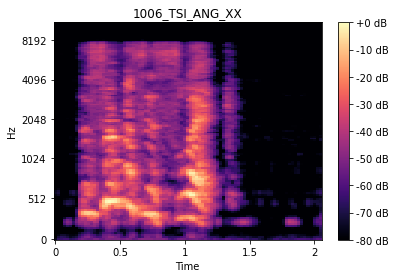 1006_TSI_ANG_XX
+0 dB
8192
-10 dB
4096
-20 dB
-30 dB
2048
Hz
-40 dB
1024
-50 dB
512
-60 dB
-70 dB
0
-80 dB
0
0.5
1
1.5
2
Time